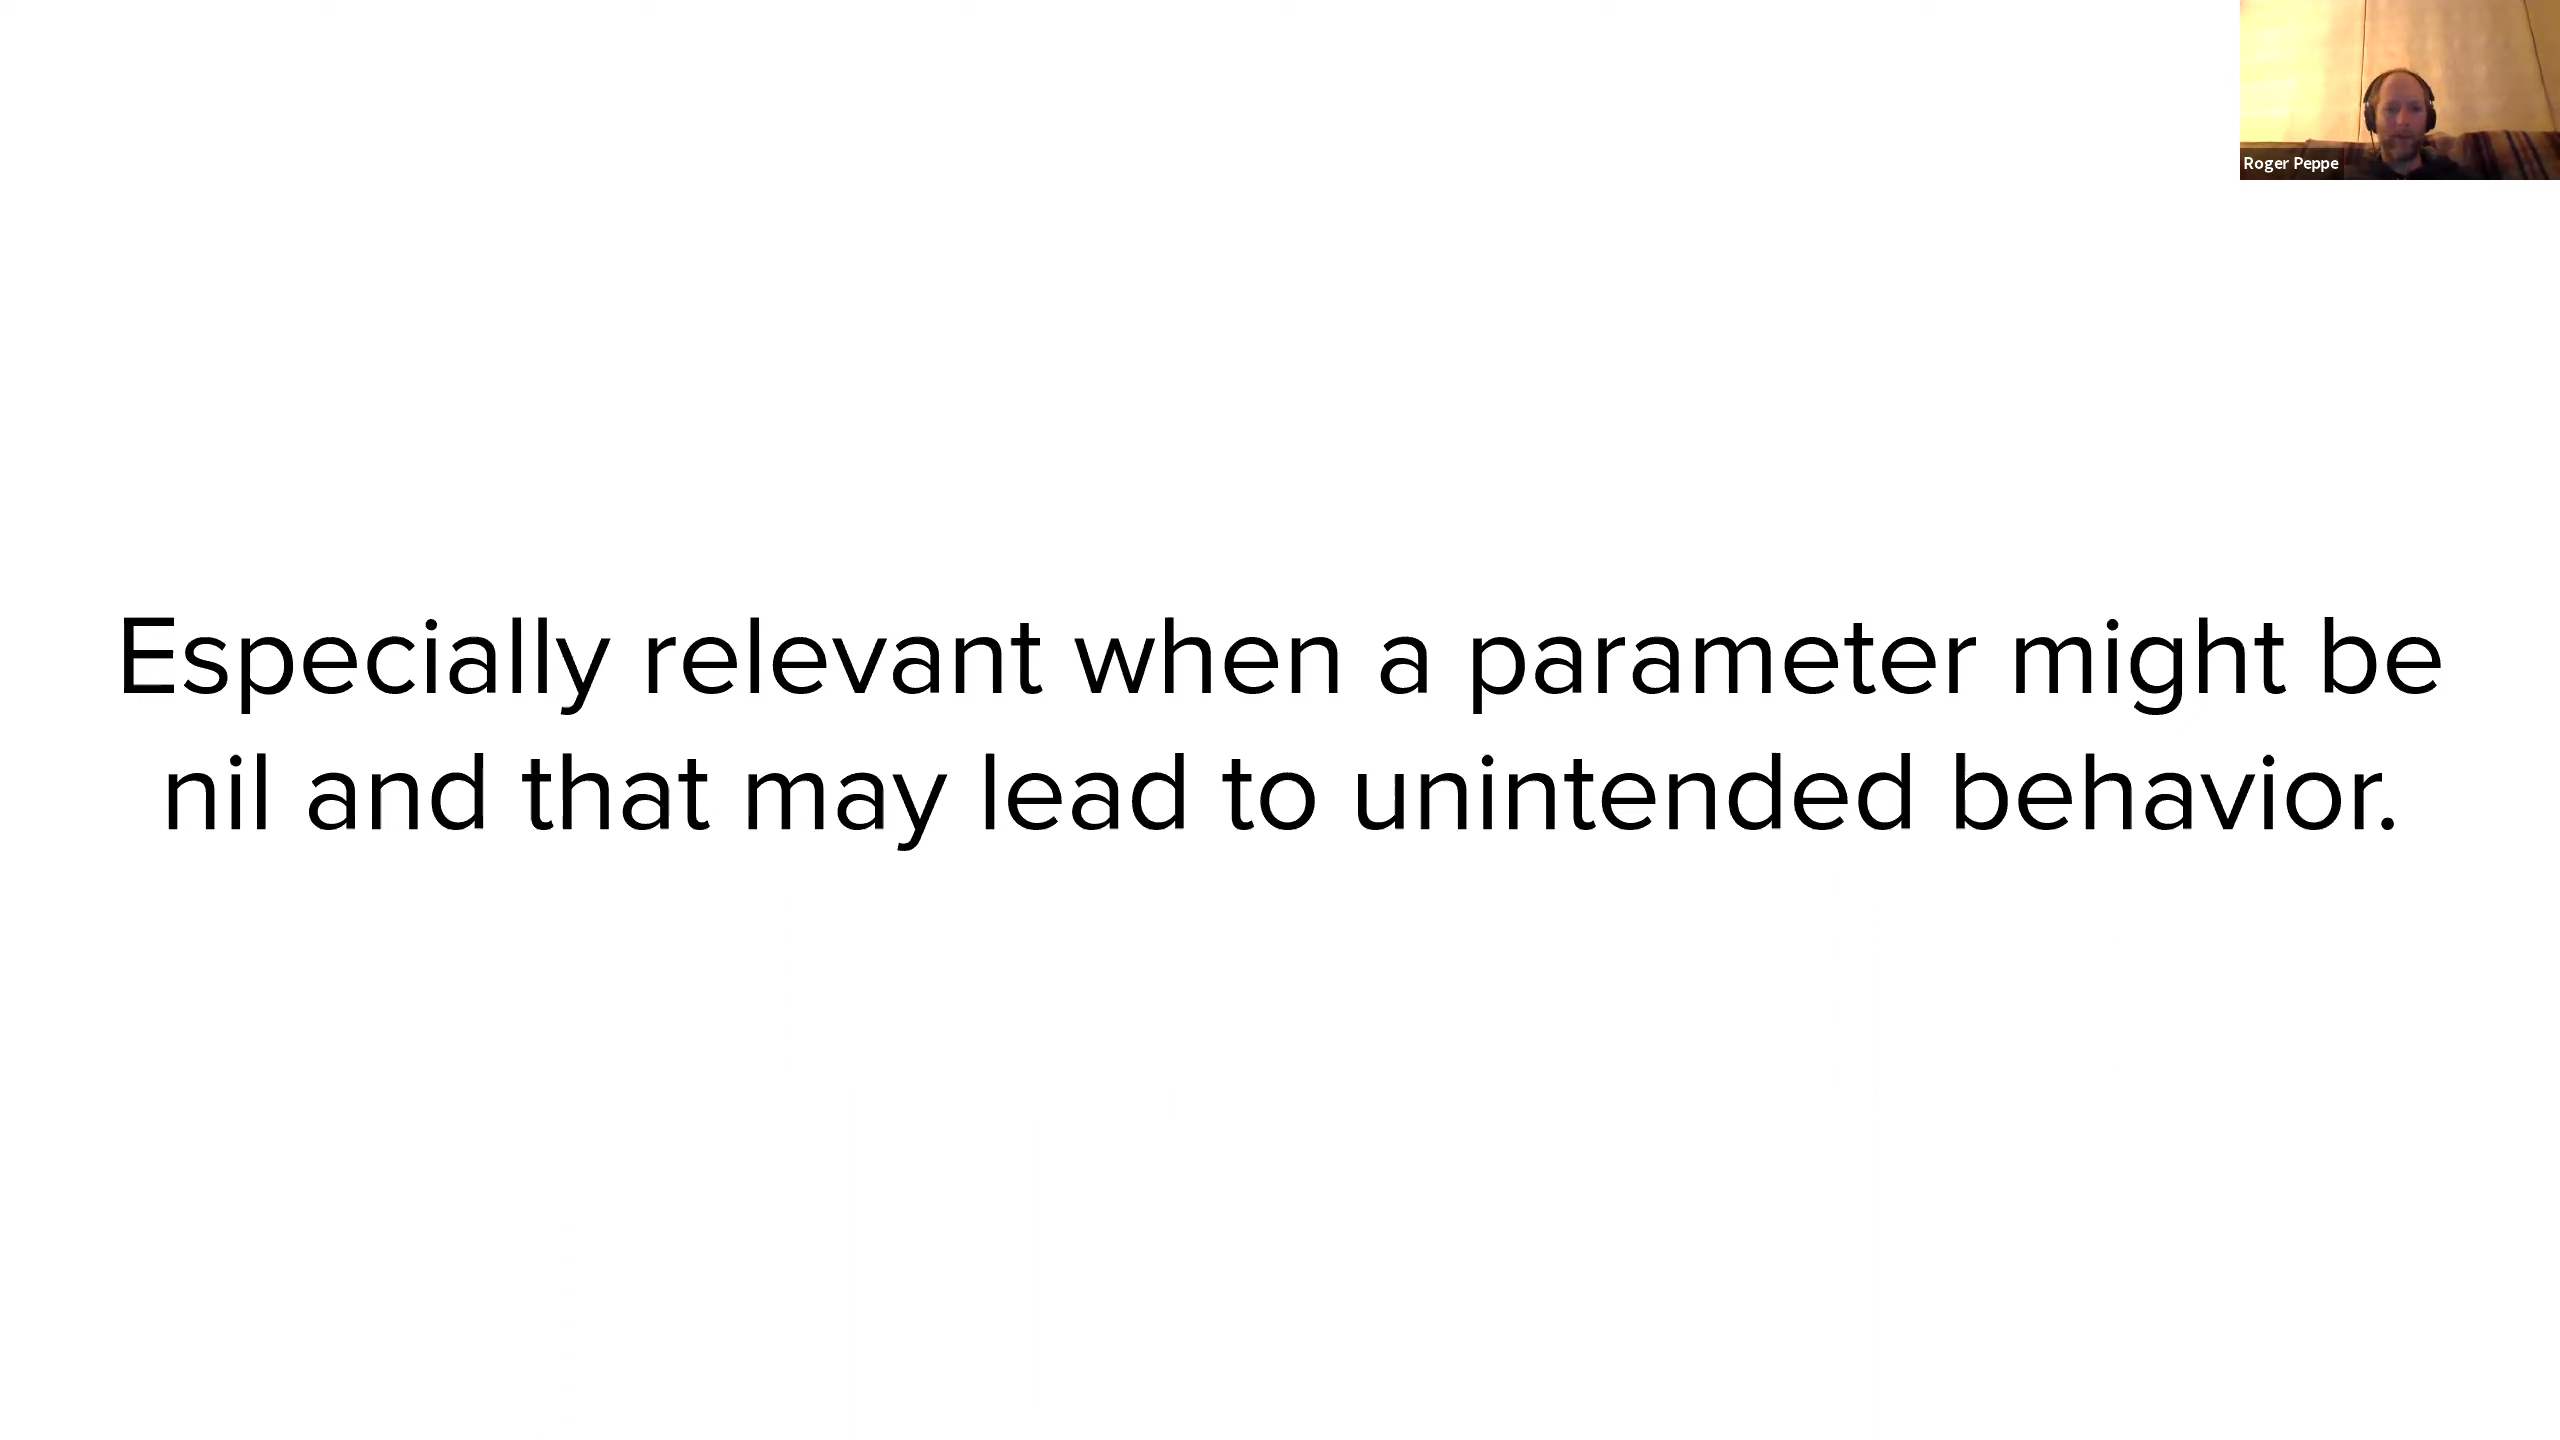 Roger Peppe
Especially relevant when a parameter might be
nil and that may lead to unintended behavior.